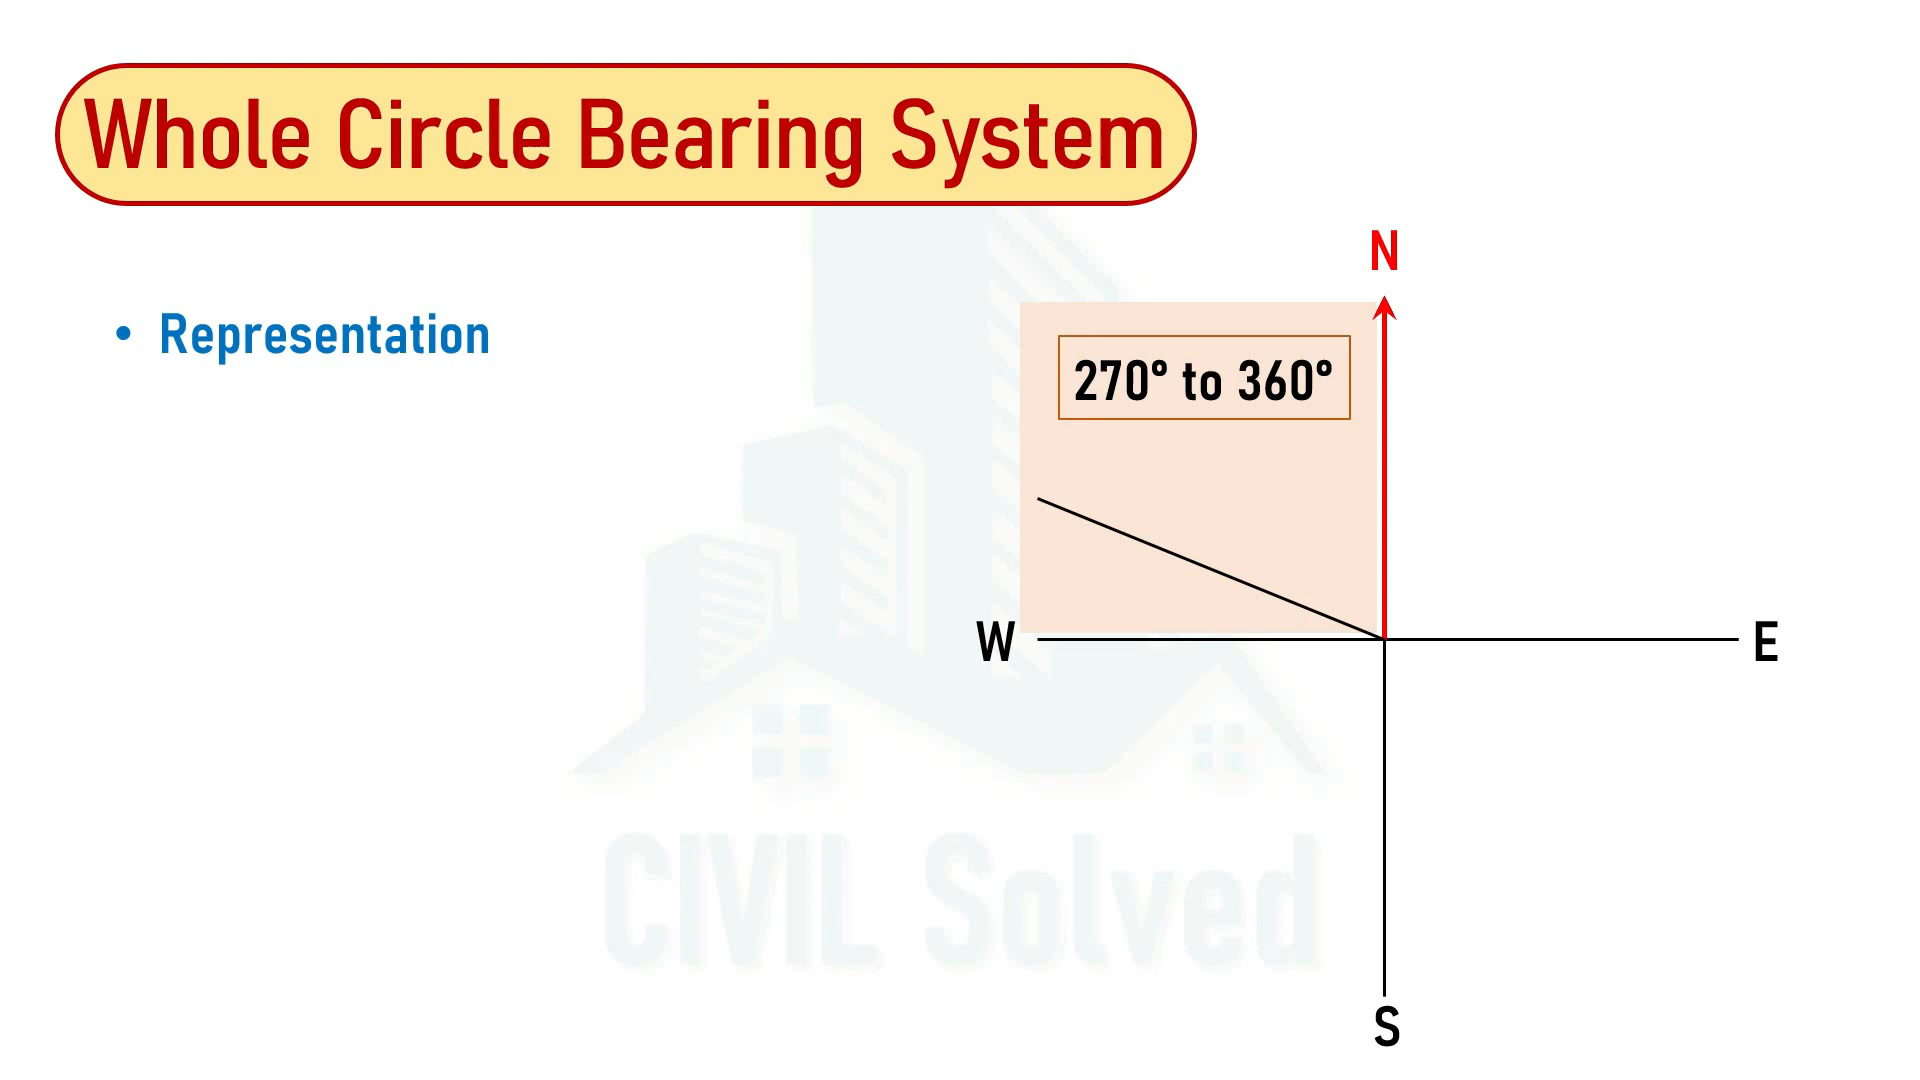 Whole Circle Bearing System
N
• Representation
270° to 360°
W
E
CIVIL Solved
S